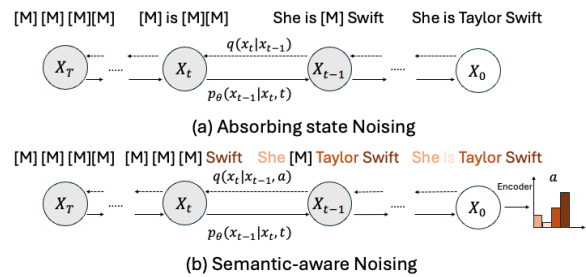 [M] [M] [M][M] [M] is [M][M] She is [M] Swift She is Taylor Swift
q(x_t|x_{t-1})
X_T ..... X_t X_{t-1} ..... X_0
p_θ(x_{t-1}|x_t, t)
(a) Absorbing state Noising
[M] [M] [M][M] [M] [M] [M] Swift She [M] Taylor Swift She is Taylor Swift
q(x_t|x_{t-1}, a) Encoder a
X_T ..... X_t X_{t-1} ..... X_0
p_θ(x_{t-1}|x_t, t)
(b) Semantic-aware Noising